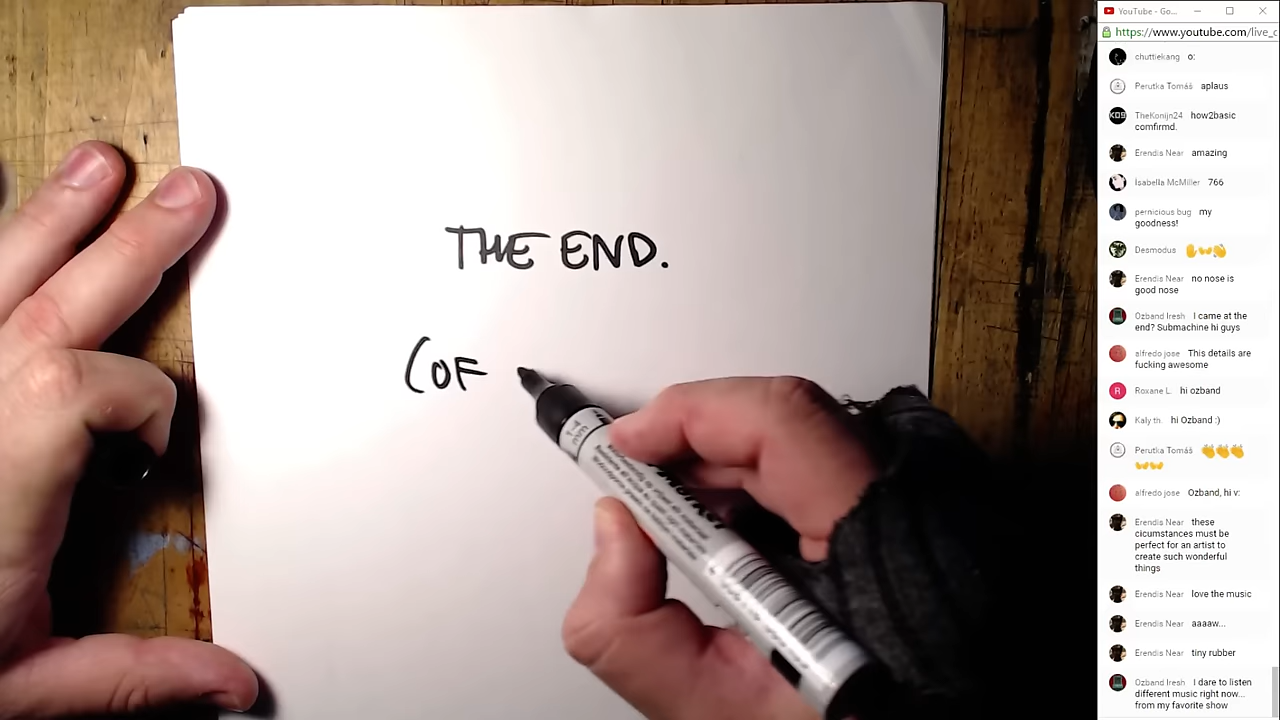 THE END.
(OF
1-4
mm
YouTube - Go...
https://www.youtube.com/live_c
chuttiekang o:
Perutka Tomáš aplaus
TheKonijn24 how2basic
comfirmd.
Erendis Near amazing
Isabella McMiller 766
pernicious bug my
goodness!
Desmodus 👏👐👏
Erendis Near no nose is
good nose
Ozband Iresh I came at the
end? Submachine hi guys
alfredo jose This details are
fucking awesome
Roxane L. hi ozband
R
Kaly th. hi Ozband :)
Perutka Tomáš 👏👏👏
👐👐
alfredo jose Ozband, hi v:
Erendis Near these
cicumstances must be
perfect for an artist to
create such wonderful
things
Erendis Near love the music
Erendis Near aaaaw...
Erendis Near tiny rubber
Ozband Iresh I dare to listen
different music right now...
from my favorite show